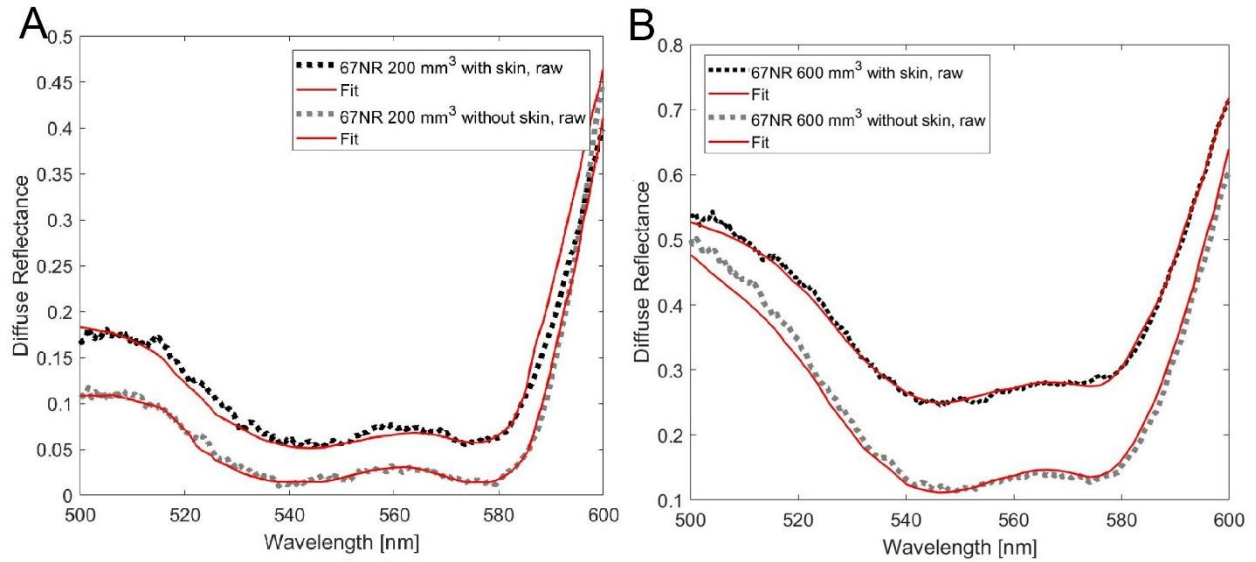 A
0.5
0.45
0.4
0.35
0.3
0.25
0.2
0.15
0.1
0.05
0
Diffuse Reflectance
67NR 200 mm³ with skin, raw
Fit
67NR 200 mm³ without skin, raw
Fit
500
520
540
560
580
600
Wavelength [nm]
B
0.8
0.7
0.6
0.5
0.4
0.3
0.2
0.1
Diffuse Reflectance
67NR 600 mm³ with skin, raw
Fit
67NR 600 mm³ without skin, raw
Fit
500
520
540
560
580
600
Wavelength [nm]